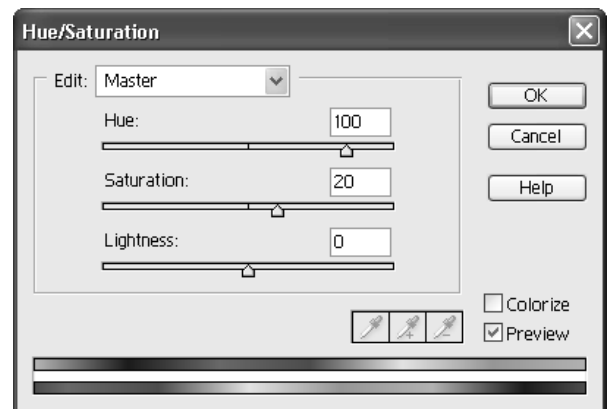 Hue/Saturation
Edit: Master
OK
Hue: 100
Cancel
Saturation: 20
Help
Lightness: 0
Colorize
Preview